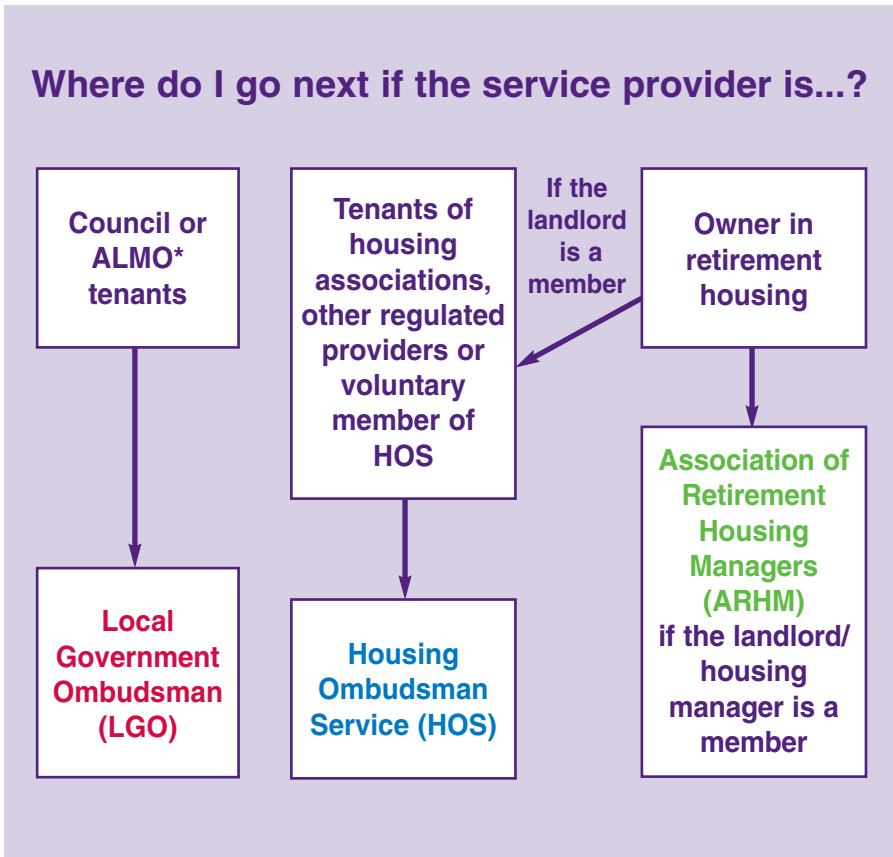 Where do I go next if the service provider is...?
Council or
ALMO*
tenants
Tenants of
housing
associations,
other regulated
providers or
voluntary
member of
HOS
If the
landlord
is a
member
Owner in
retirement
housing
Local
Government
Ombudsman
(LGO)
Housing
Ombudsman
Service (HOS)
Association of
Retirement
Housing
Managers
(ARHM)
if the landlord/
housing
manager is a
member